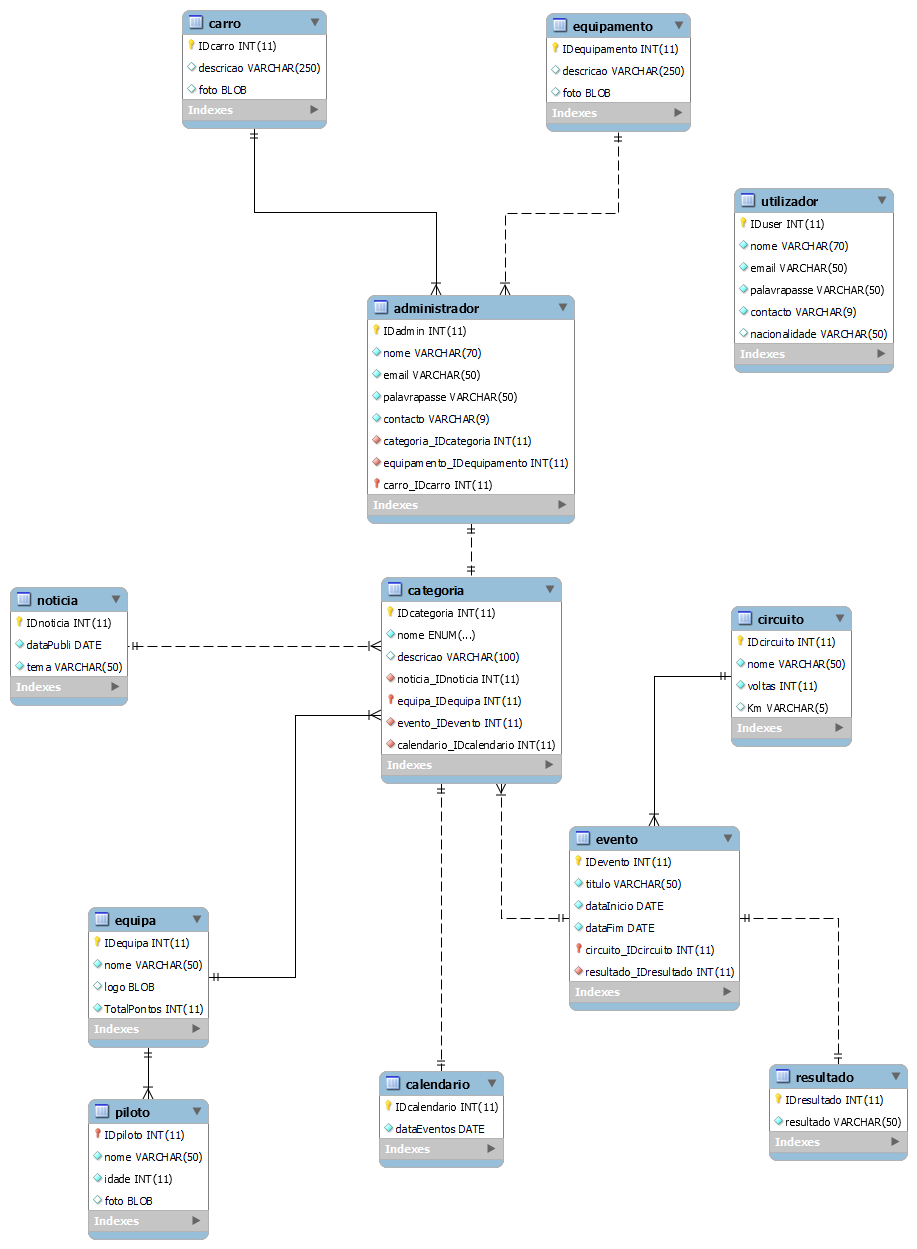 carro
IDcarro INT(11)
descricao VARCHAR(250)
foto BLOB
Indexes
equipamento
IDequipamento INT(11)
descricao VARCHAR(250)
foto BLOB
Indexes
utilizador
IDuser INT(11)
nome VARCHAR(70)
email VARCHAR(50)
palavrapasse VARCHAR(50)
contacto VARCHAR(9)
nacionalidade VARCHAR(50)
Indexes
administrador
IDadmin INT(11)
nome VARCHAR(70)
email VARCHAR(50)
palavrapasse VARCHAR(50)
contacto VARCHAR(9)
categoria_IDcategoria INT(11)
equipamento_IDequipamento INT(11)
carro_IDcarro INT(11)
Indexes
noticia
IDnoticia INT(11)
dataPubli DATE
tema VARCHAR(50)
Indexes
categoria
IDcategoria INT(11)
nome ENUM(...)
descricao VARCHAR(100)
noticia_IDnoticia INT(11)
equipa_IDequipa INT(11)
evento_IDevento INT(11)
calendario_IDcalendario INT(11)
Indexes
circuito
IDcircuito INT(11)
nome VARCHAR(50)
voltas INT(11)
Km VARCHAR(5)
Indexes
evento
IDevento INT(11)
titulo VARCHAR(50)
dataInicio DATE
dataFim DATE
circuito_IDcircuito INT(11)
resultado_IDresultado INT(11)
Indexes
equipa
IDequipa INT(11)
nome VARCHAR(50)
logo BLOB
TotalPontos INT(11)
Indexes
piloto
IDpiloto INT(11)
nome VARCHAR(50)
idade INT(11)
foto BLOB
Indexes
calendario
IDcalendario INT(11)
dataEventos DATE
Indexes
resultado
IDresultado INT(11)
resultado VARCHAR(50)
Indexes